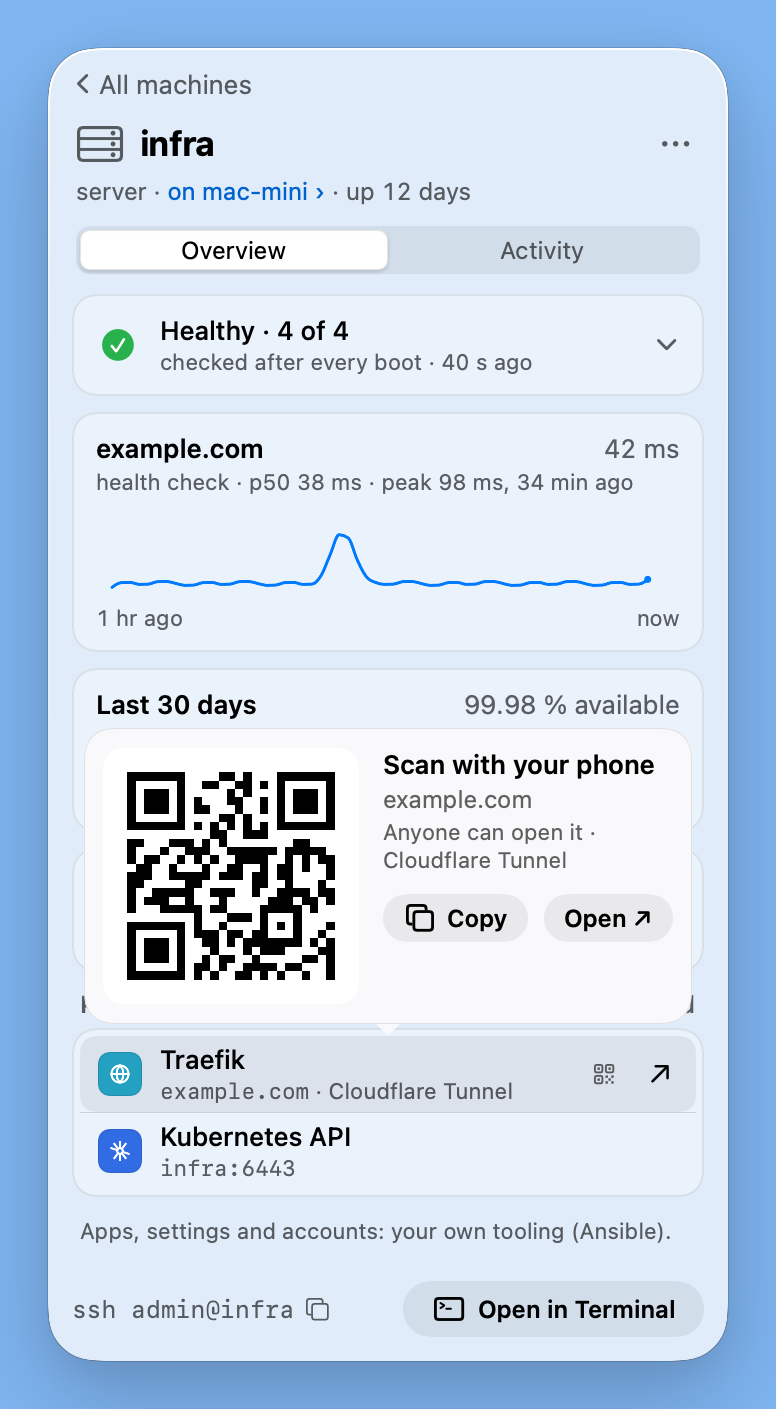 All machines
infra
server · on mac-mini › · up 12 days
Overview
Activity
Healthy · 4 of 4
checked after every boot · 40 s ago
example.com
42 ms
health check · p50 38 ms · peak 98 ms, 34 min ago
1 hr ago
now
Last 30 days
99.98 % available
Scan with your phone
example.com
Anyone can open it ·
Cloudflare Tunnel
Copy
Open
Traefik
example.com · Cloudflare Tunnel
Kubernetes API
infra:6443
Apps, settings and accounts: your own tooling (Ansible).
ssh admin@infra
Open in Terminal